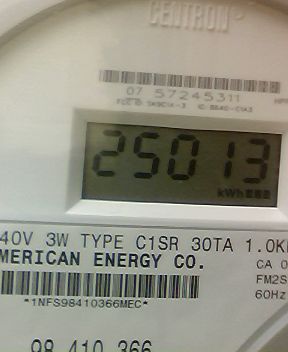 CENTRON
07 57245311
25013
kWh
40V 3W TYPE C1SR 30TA 1.0K
MERICAN ENERGY CO.
CA 0
FM2S
60Hz
*1NFS98410366MEC*
98 410 366